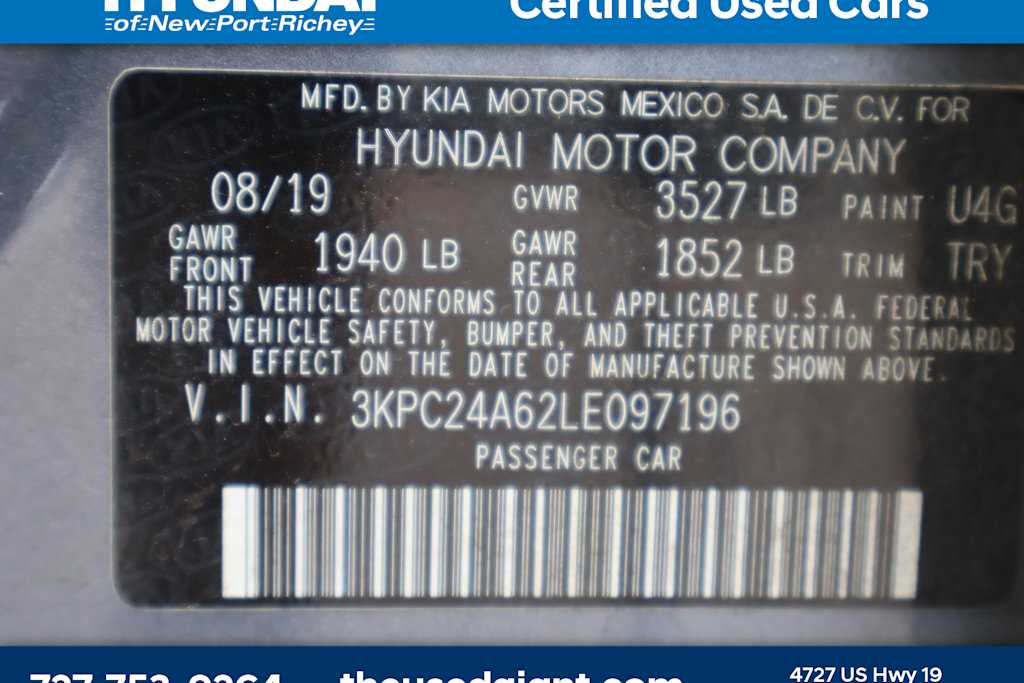 HYUNDAI
of New Port Richey
Certified Used Cars
MFD. BY KIA MOTORS MEXICO S.A. DE C.V. FOR
HYUNDAI MOTOR COMPANY
08/19 GVWR 3527 LB PAINT U4G
GAWR FRONT 1940 LB GAWR REAR 1852 LB TRIM TRY
THIS VEHICLE CONFORMS TO ALL APPLICABLE U.S.A. FEDERAL
MOTOR VEHICLE SAFETY, BUMPER, AND THEFT PREVENTION STANDARDS
IN EFFECT ON THE DATE OF MANUFACTURE SHOWN ABOVE.
V.I.N. 3KPC24A62LE097196
PASSENGER CAR
theusedgiant.com
4727 US Hwy 19